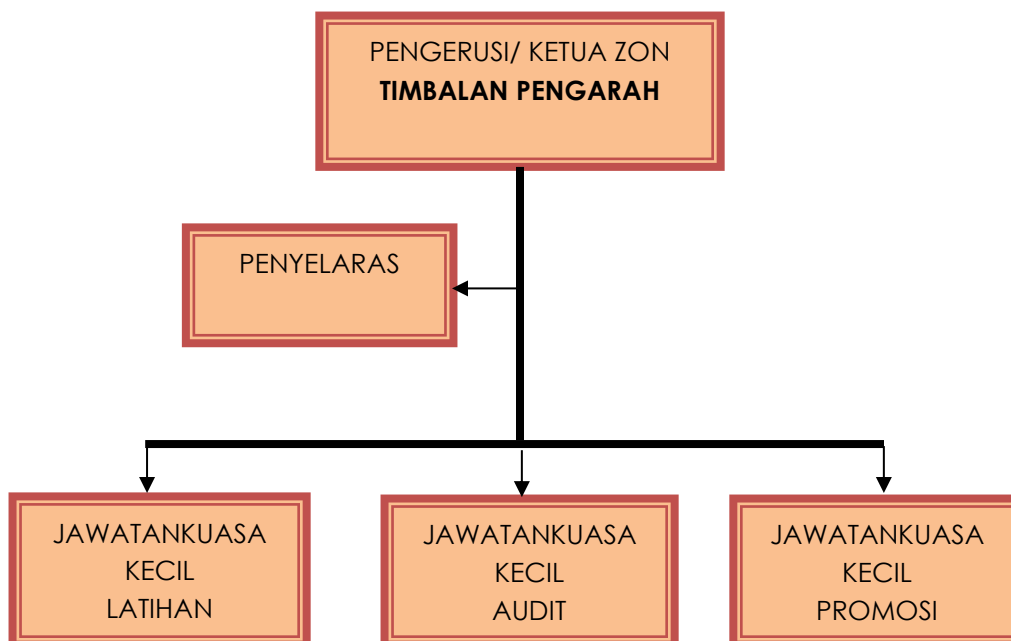 PENGERUSI/ KETUA ZON
TIMBALAN PENGARAH
PENYELARAS
JAWATANKUASA
KECIL
LATIHAN
JAWATANKUASA
KECIL
AUDIT
JAWATANKUASA
KECIL
PROMOSI